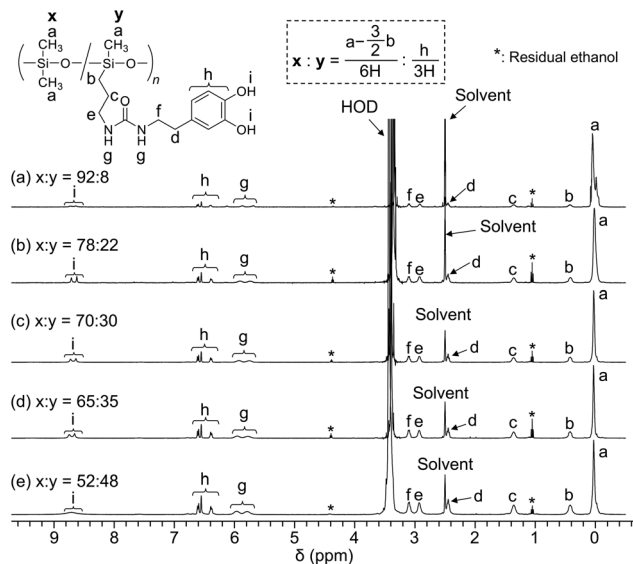 x y
a a
CH₃ CH₃
Si O Si O n
CH₃ b
a c O
e f
N N
H H
g g
d
h i
OH
OH
i
x : y = a− 3/2 b / 6H : h / 3H
*: Residual ethanol
HOD Solvent a
(a) x:y = 92:8 i h g * f e d c * b
Solvent
(b) x:y = 78:22 i h g * f e d c * b a
Solvent
(c) x:y = 70:30 i h g * f e d c * b a
Solvent
(d) x:y = 65:35 i h g * f e d c * b a
Solvent
(e) x:y = 52:48 i h g * f e d c * b a
9 8 7 6 5 4 3 2 1 0
δ (ppm)